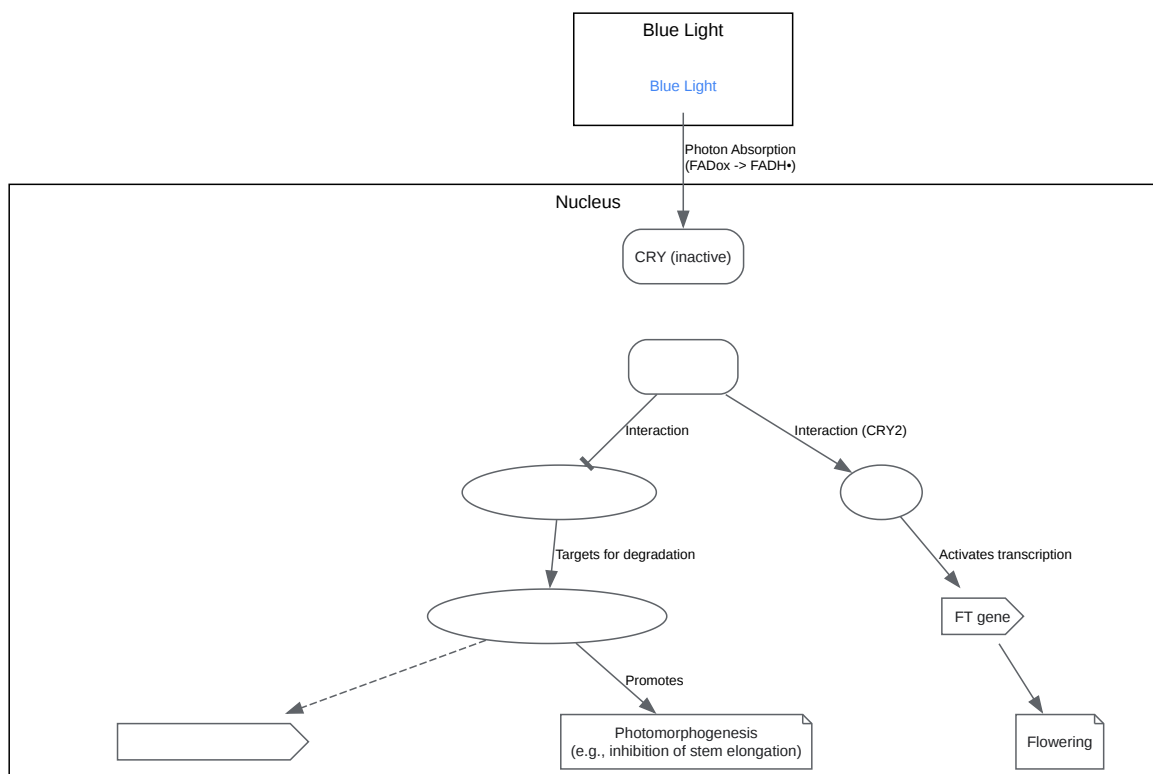 Blue Light
Blue Light
Photon Absorption
(FADox -> FADH•)
Nucleus
CRY (inactive)
Interaction
Interaction (CRY2)
Targets for degradation
Activates transcription
FT gene
Promotes
Photomorphogenesis
(e.g., inhibition of stem elongation)
Flowering